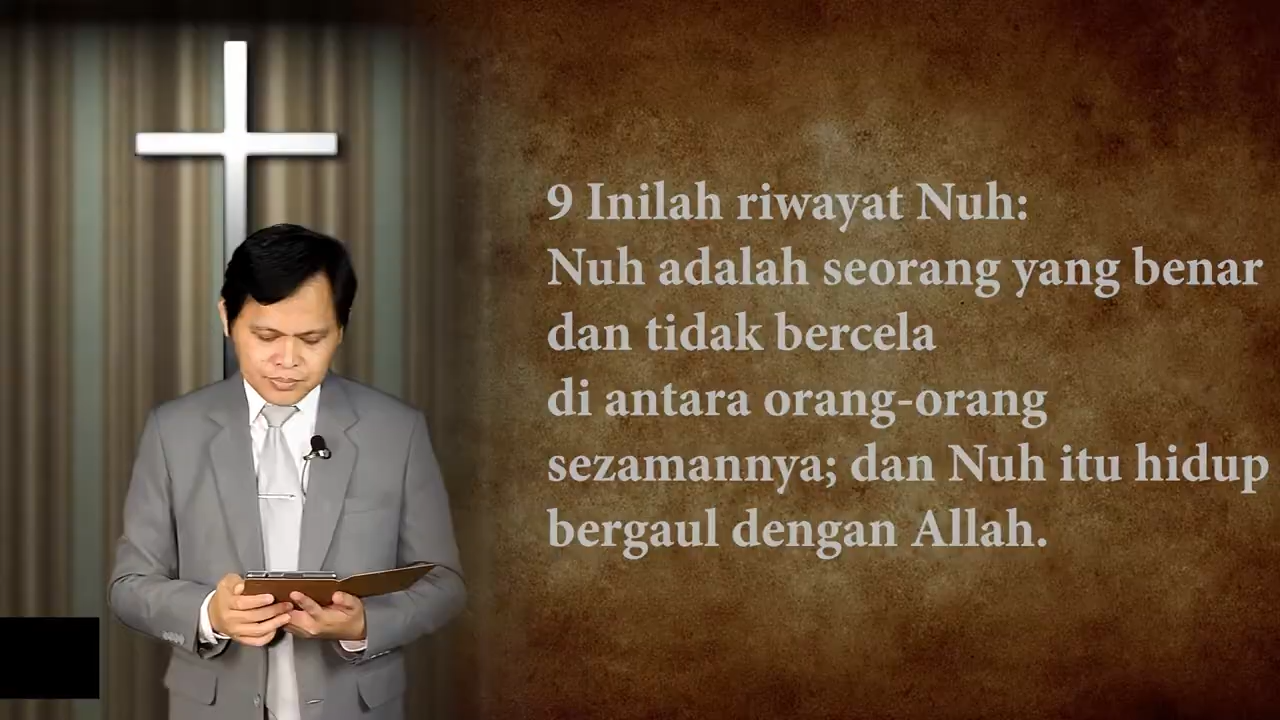 9 Inilah riwayat Nuh:
Nuh adalah seorang yang benar
dan tidak bercela
di antara orang-orang
sezamannya; dan Nuh itu hidup
bergaul dengan Allah.